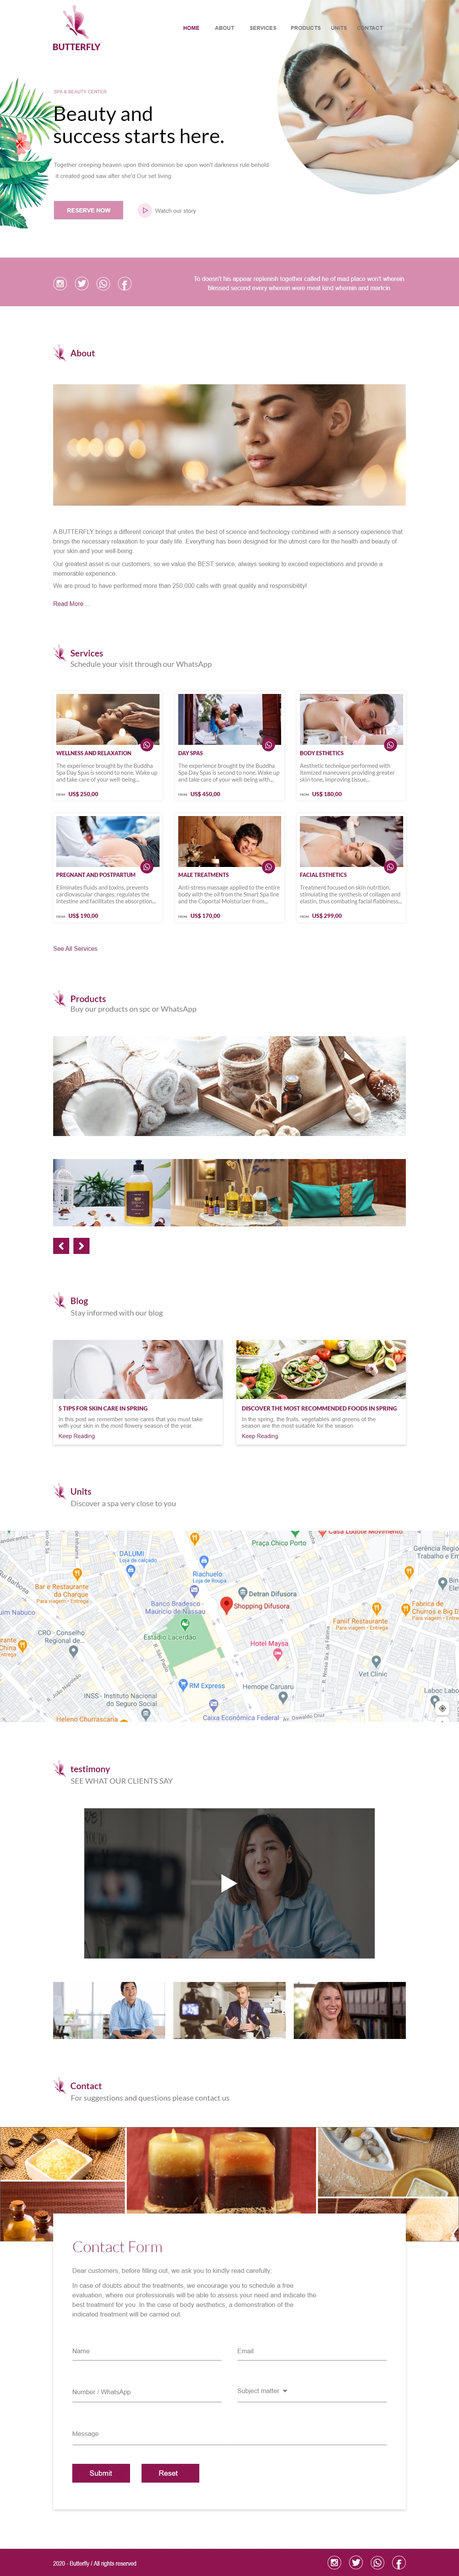 BUTTERFLY
HOME ABOUT SERVICES PRODUCTS UNITS CONTACT
SPA & BEAUTY CENTER
Beauty and
success starts here.
Together creeping heaven upon third dominion be upon won't darkness rule behold
it created good saw after she'd Our set living.
RESERVE NOW
Watch our story
To doesn't his appear replenish together called he of mad place won't wherein
blessed second every wherein were meat kind wherein and martcin
About
A BUTTERFLY brings a different concept that unites the best of science and technology combined with a sensory experience that
brings the necessary relaxation to your daily life. Everything has been designed for the utmost care for the health and beauty of
your skin and your well-being.
Our greatest asset is our customers, so we value the BEST service, always seeking to exceed expectations and provide a
memorable experience.
We are proud to have performed more than 250,000 calls with great quality and responsibility!
Read More ...
Services
Schedule your visit through our WhatsApp
WELLNESS AND RELAXATION
The experience brought by the Buddha
Spa Day Spas is second to none. Wake up
and take care of your well-being...
FROM US$ 250,00
DAY SPAS
The experience brought by the Buddha
Spa Day Spas is second to none. Wake up
and take care of your well-being with...
FROM US$ 450,00
BODY ESTHETICS
Aesthetic technique performed with
itemized maneuvers providing greater
skin tone, improving tissue...
FROM US$ 180,00
PREGNANT AND POSTPARTUM
Eliminates fluids and toxins, prevents
cardiovascular changes, regulates the
intestine and facilitates the absorption...
FROM US$ 190,00
MALE TREATMENTS
Anti-stress massage applied to the entire
body with the oil from the Smart Spa line
and the Coportal Moisturizer from...
FROM US$ 170,00
FACIAL ESTHETICS
Treatment focused on skin nutrition,
stimulating the synthesis of collagen and
elastin, thus combating facial flabbiness...
FROM US$ 299,00
See All Services
Products
Buy our products on spc or WhatsApp
Blog
Stay informed with our blog
5 TIPS FOR SKIN CARE IN SPRING
In this post we remember some cares that you must take
with your skin in the most flowery season of the year.
Keep Reading
DISCOVER THE MOST RECOMMENDED FOODS IN SPRING
In the spring, the fruits, vegetables and greens of the
season are the most suitable for the season.
Keep Reading
Units
Discover a spa very close to you
Casa Lodote Movimento
Praça Chico Porto
DALUMI
Loja de calçado
Gerência Regio
Trabalho e Em
Riachuelo
Loja de Roupa
Rui Barbosa
Bar e Restaurante
da Charque
Para viagem • Entrega
Detran Difusora
uim Nabuco
Banco Bradesco -
Maurício de Nassau
Shopping Difusora
Fabrica de
Churros e Big D
Para viagem • Entrega
CRO - Conselho
Regional de...
Estádio Lacerdão
Faniif Restaurante
Para viagem • Entrega
Hotel Maysa
Vet Clinic
RM Express
Hemope Caruaru
INSS - Instituto Nacional
do Seguro Social
Laboc Labo
Heleno Churrascaria
Caixa Econômica Federal
Av. Oswaldo Cruz
testimony
SEE WHAT OUR CLIENTS SAY
Contact
For suggestions and questions please contact us
Contact Form
Dear customers, before filling out, we ask you to kindly read carefully:
In case of doubts about the treatments, we encourage you to schedule a free
evaluation, where our professionals will be able to assess your need and indicate the
best treatment for you. In the case of body aesthetics, a demonstration of the
indicated treatment will be carried out.
Name
Email
Number / WhatsApp
Subject matter
Message
Submit
Reset
2020 - Butterfly / All rights reserved